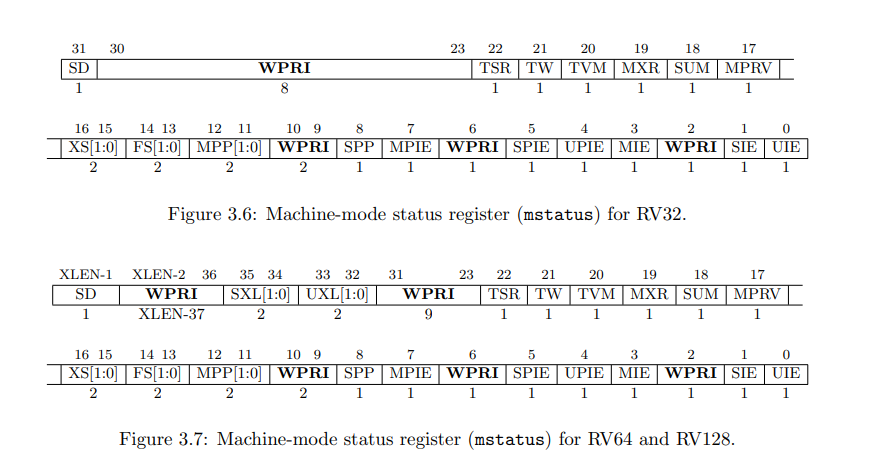 31 30 23 22 21 20 19 18 17
SD WPRI TSR TW TVM MXR SUM MPRV
1 8 1 1 1 1 1 1
16 15 14 13 12 11 10 9 8 7 6 5 4 3 2 1 0
XS[1:0] FS[1:0] MPP[1:0] WPRI SPP MPIE WPRI SPIE UPIE MIE WPRI SIE UIE
2 2 2 2 1 1 1 1 1 1 1 1 1
Figure 3.6: Machine-mode status register (mstatus) for RV32.
XLEN-1 XLEN-2 36 35 34 33 32 31 23 22 21 20 19 18 17
SD WPRI SXL[1:0] UXL[1:0] WPRI TSR TW TVM MXR SUM MPRV
1 XLEN-37 2 2 9 1 1 1 1 1 1
16 15 14 13 12 11 10 9 8 7 6 5 4 3 2 1 0
XS[1:0] FS[1:0] MPP[1:0] WPRI SPP MPIE WPRI SPIE UPIE MIE WPRI SIE UIE
2 2 2 2 1 1 1 1 1 1 1 1 1
Figure 3.7: Machine-mode status register (mstatus) for RV64 and RV128.